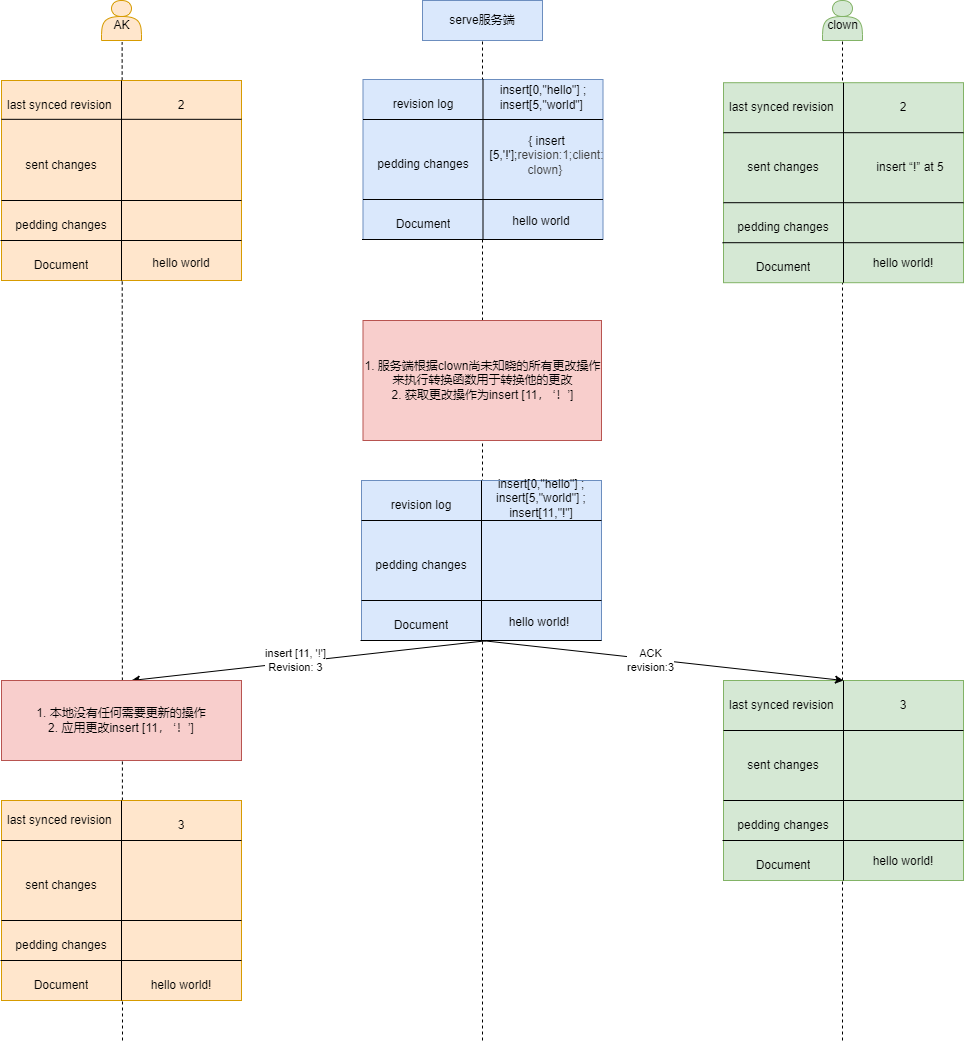 AK
serve服务端
clown
last synced revision
2
sent changes
pedding changes
Document
hello world
revision log
insert[0,"hello"] ;
insert[5,"world"]
pedding changes
{ insert
[5,'!'];revision:1;client:
clown}
Document
hello world
last synced revision
2
sent changes
insert “!” at 5
pedding changes
Document
hello world!
1. 服务端根据clown尚未知晓的所有更改操作
来执行转换函数用于转换他的更改
2. 获取更改操作为insert [11， ‘！’]
revision log
insert[0,"hello"] ;
insert[5,"world"] ;
insert[11,"!"]
pedding changes
Document
hello world!
insert [11, '!']
Revision: 3
ACK
revision:3
1. 本地没有任何需要更新的操作
2. 应用更改insert [11， ‘！’]
last synced revision
3
sent changes
pedding changes
Document
hello world!
last synced revision
3
sent changes
pedding changes
Document
hello world!